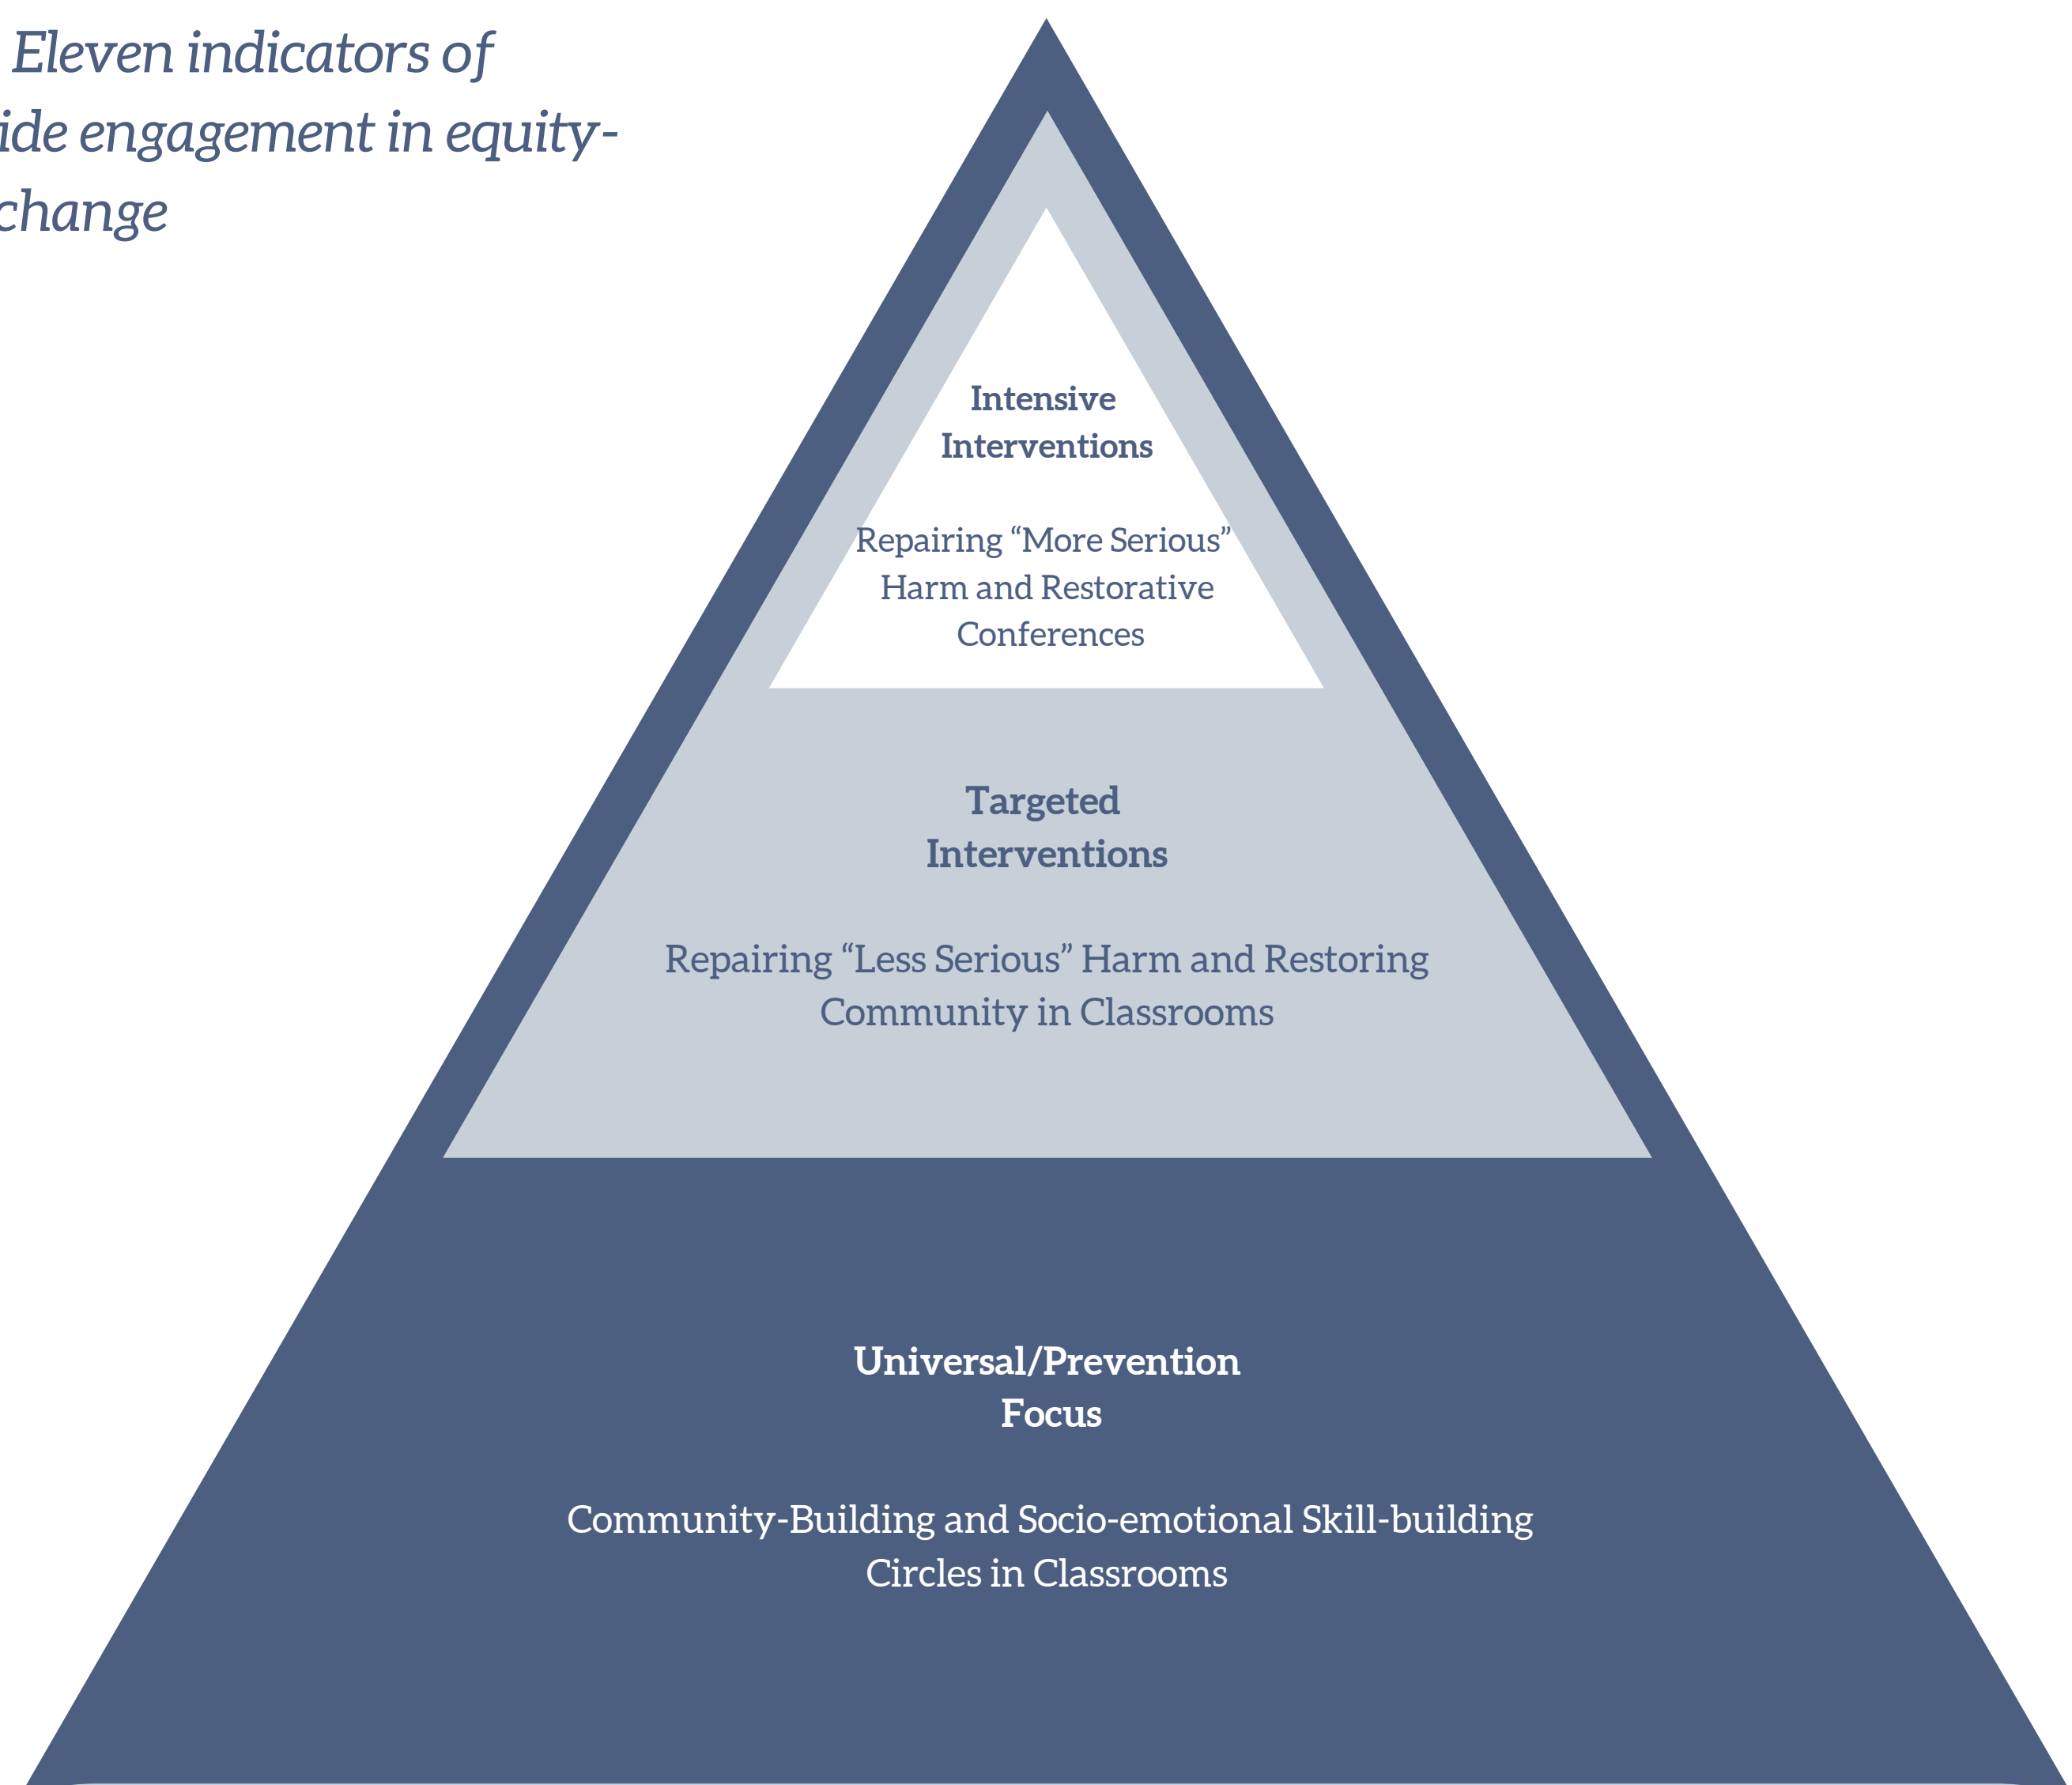 Eleven indicators of
ide engagement in equity-
change
Intensive
Interventions
Repairing “More Serious”
Harm and Restorative
Conferences
Targeted
Interventions
Repairing “Less Serious” Harm and Restoring
Community in Classrooms
Universal/Prevention
Focus
Community-Building and Socio-emotional Skill-building
Circles in Classrooms